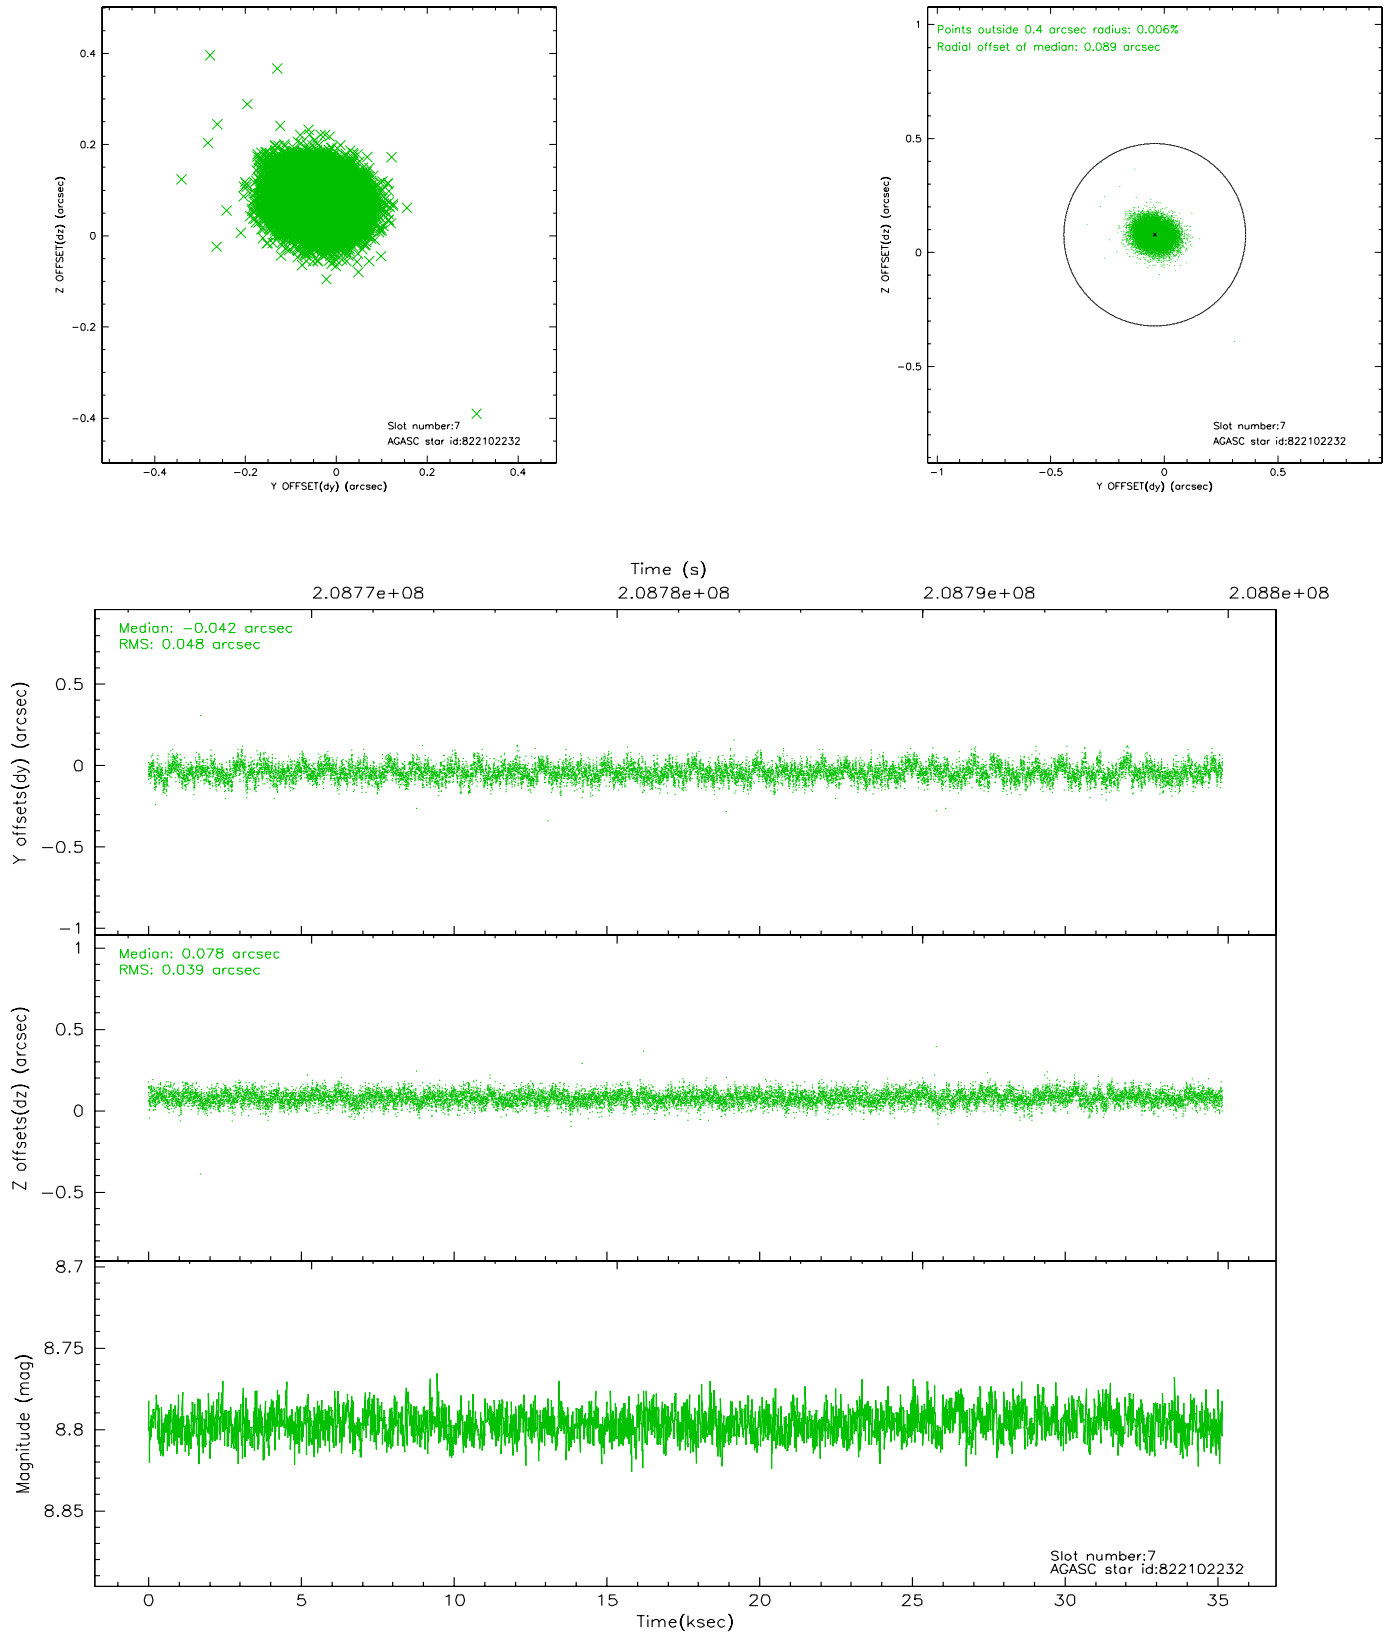 0.4
0.2
0
−0.2
−0.4
Z OFFSET(dz) (arcsec)
Slot number:7
AGASC star id:822102232
−0.4 −0.2 0 0.2 0.4
Y OFFSET(dy) (arcsec)
Points outside 0.4 arcsec radius: 0.006%
Radial offset of median: 0.089 arcsec
1
0.5
0
−0.5
Z OFFSET(dz) (arcsec)
Slot number:7
AGASC star id:822102232
−1 −0.5 0 0.5
Y OFFSET(dy) (arcsec)
Time (s)
2.0877e+08 2.0878e+08 2.0879e+08 2.088e+08
Median: −0.042 arcsec
RMS: 0.048 arcsec
0.5
0
−0.5
−1
Y offsets(dy) (arcsec)
Median: 0.078 arcsec
RMS: 0.039 arcsec
1
0.5
0
−0.5
Z offsets(dz) (arcsec)
8.7
8.75
8.8
8.85
Magnitude (mag)
Slot number:7
AGASC star id:822102232
0 5 10 15 20 25 30 35
Time(ksec)